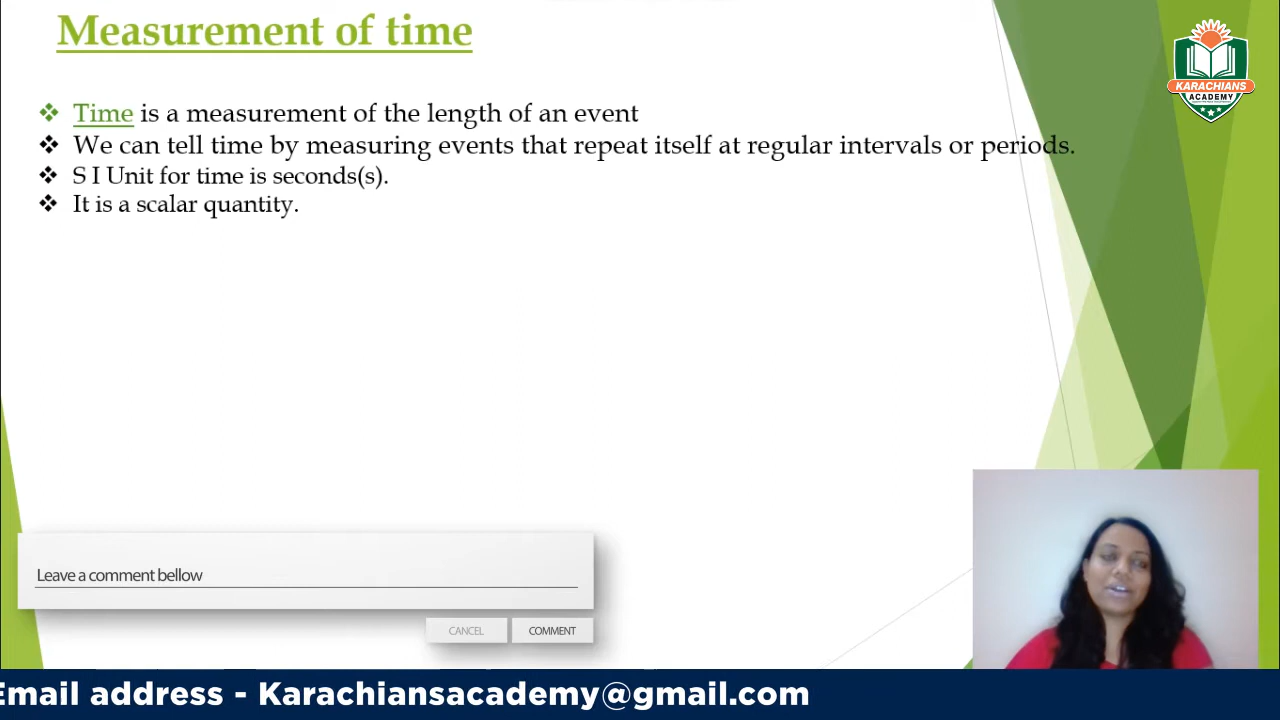 Measurement of time
KARACHIANS
ACADEMY
❖ Time is a measurement of the length of an event
❖ We can tell time by measuring events that repeat itself at regular intervals or periods.
❖ S I Unit for time is seconds(s).
❖ It is a scalar quantity.
Leave a comment bellow
CANCEL COMMENT
Email address - Karachiansacademy@gmail.com